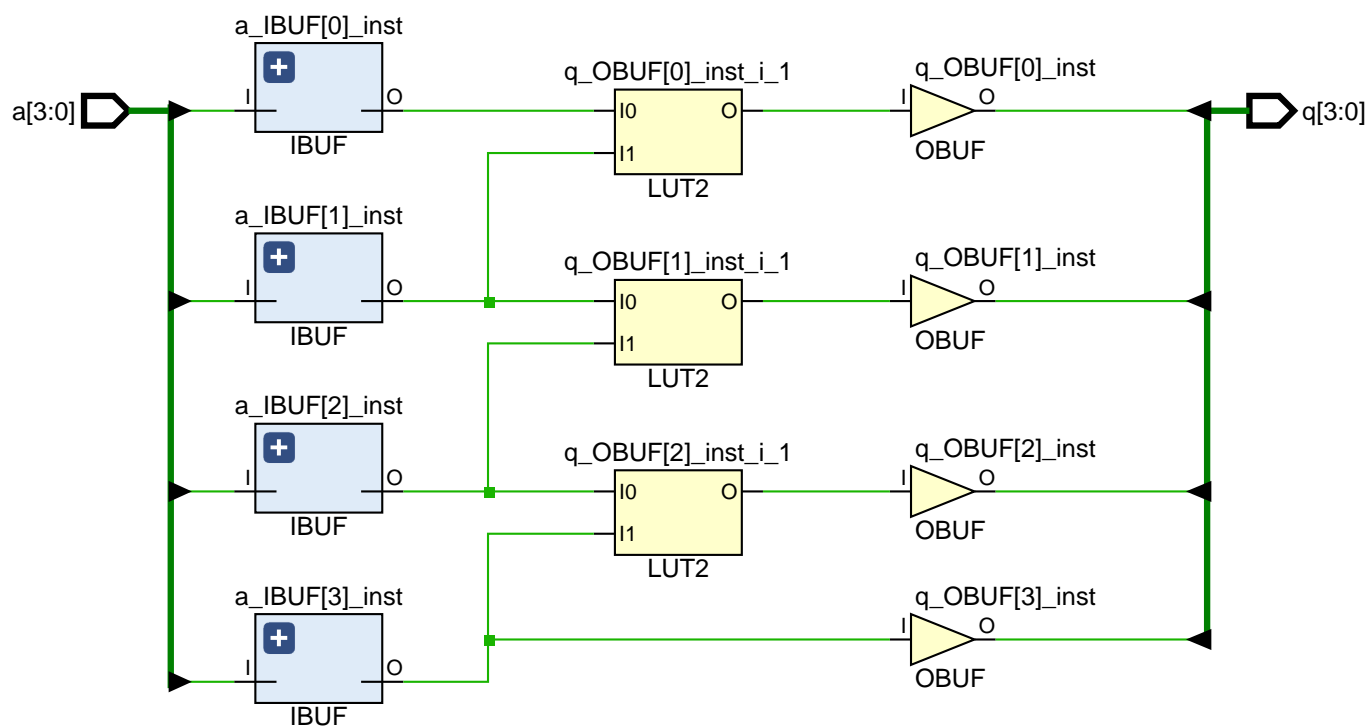 a_IBUF[0]_inst
q_OBUF[0]_inst_i_1
q_OBUF[0]_inst
a[3:0]
I
O
I0
O
I
O
q[3:0]
IBUF
I1
OBUF
LUT2
a_IBUF[1]_inst
q_OBUF[1]_inst_i_1
q_OBUF[1]_inst
I
O
I0
O
I
O
IBUF
I1
OBUF
LUT2
a_IBUF[2]_inst
q_OBUF[2]_inst_i_1
q_OBUF[2]_inst
I
O
I0
O
I
O
IBUF
I1
OBUF
LUT2
a_IBUF[3]_inst
q_OBUF[3]_inst
I
O
I
O
OBUF
IBUF